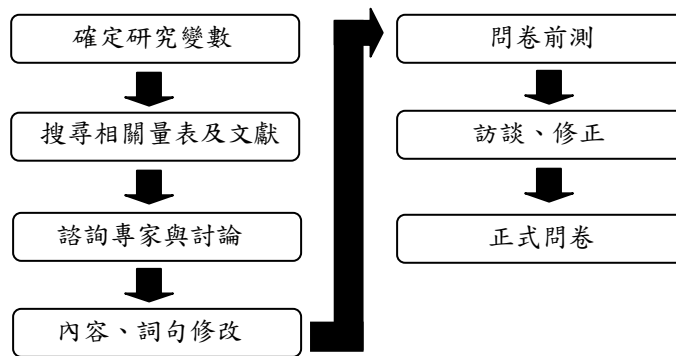 確定研究變數
搜尋相關量表及文獻
諮詢專家與討論
內容、詞句修改
問卷前測
訪談、修正
正式問卷